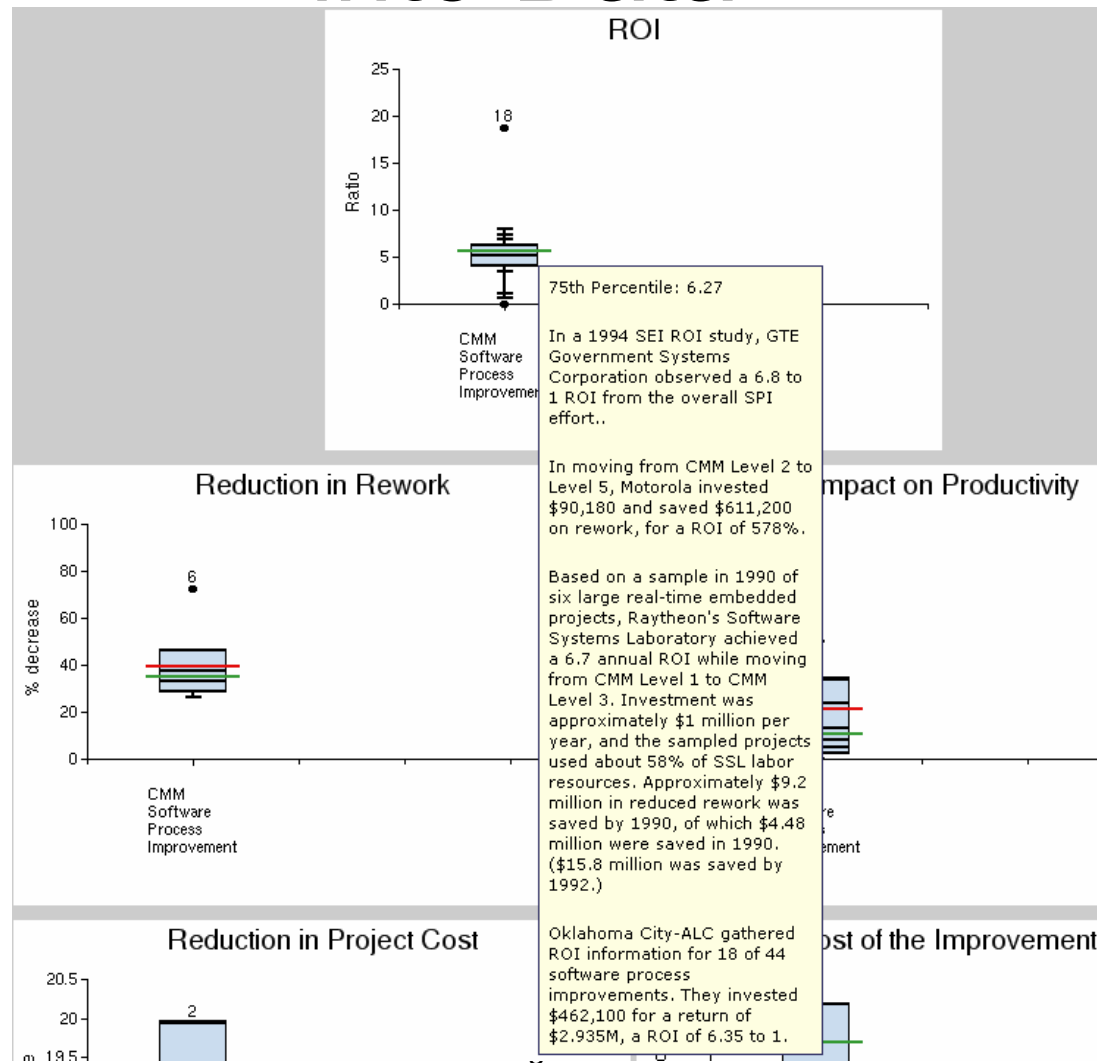 ROI
25
20
15
10
5
0
Ratio
18
CMM
Software
Process
75th Percentile: 6.27
In a 1994 SEI ROI study, GTE
Government Systems
Corporation observed a 6.8 to
1 ROI from the overall SPI
effort..
In moving from CMM Level 2 to
Level 5, Motorola invested
$90,180 and saved $611,200
on rework, for a ROI of 578%.
Based on a sample in 1990 of
six large real-time embedded
projects, Raytheon's Software
Systems Laboratory achieved
a 6.7 annual ROI while moving
from CMM Level 1 to CMM
Level 3. Investment was
approximately $1 million per
year, and the sampled projects
used about 58% of SSL labor
resources. Approximately $9.2
million in reduced rework was
saved by 1990, of which $4.48
million were saved in 1990.
($15.8 million was saved by
1992.)
Oklahoma City-ALC gathered
ROI information for 18 of 44
software process
improvements. They invested
$462,100 for a return of
$2.935M, a ROI of 6.35 to 1.
Reduction in Rework
100
80
60
40
20
0
% decrease
6
CMM
Software
Process
Improvement
mpact on Productivity
Reduction in Project Cost
20.5
20
19.5
2
ost of the Improvement